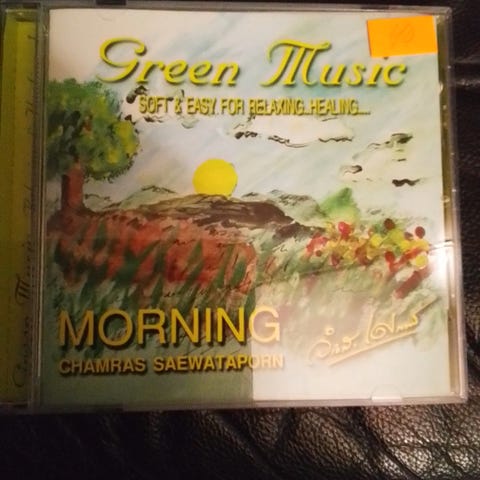 Green Music
SOFT & EASY FOR RELAXING..HEALING....
MORNING
CHAMRAS SAEWATAPORN